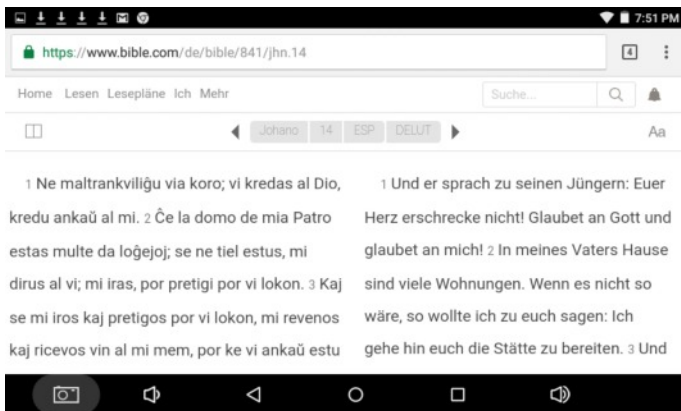 7:51 PM
https://www.bible.com/de/bible/841/jhn.14
4
Home Lesen Lesepläne Ich Mehr
Suche...
Johano 14 ESP DELUT
Aa
1 Ne maltrankviliĝu via koro; vi kredas al Dio,
kredu ankaŭ al mi. 2 Ĉe la domo de mia Patro
estas multe da loĝejoj; se ne tiel estus, mi
dirus al vi; mi iras, por pretigi por vi lokon. 3 Kaj
se mi iros kaj pretigos por vi lokon, mi revenos
kaj ricevos vin al mi mem, por ke vi ankaŭ estu
1 Und er sprach zu seinen Jüngern: Euer
Herz erschrecke nicht! Glaubet an Gott und
glaubet an mich! 2 In meines Vaters Hause
sind viele Wohnungen. Wenn es nicht so
wäre, so wollte ich zu euch sagen: Ich
gehe hin euch die Stätte zu bereiten. 3 Und